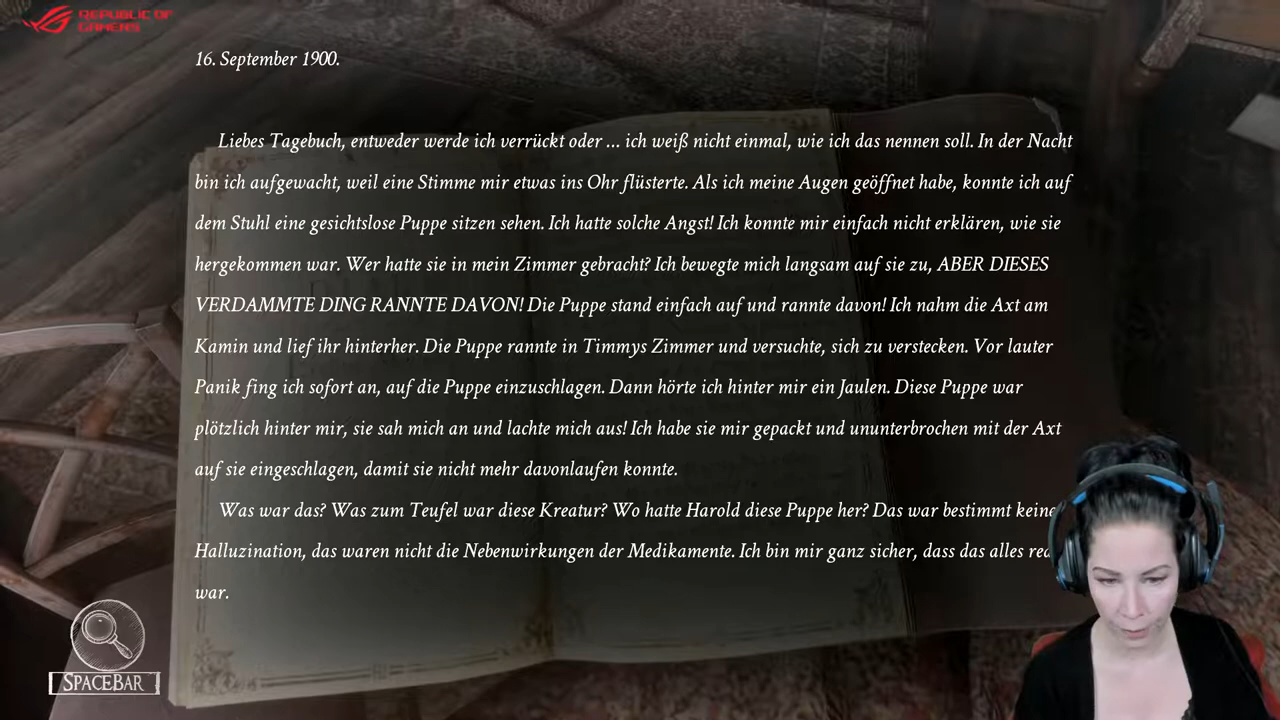 REPUBLIC OF
GAMERS
16. September 1900.
Liebes Tagebuch, entweder werde ich verrückt oder ... ich weiß nicht einmal, wie ich das nennen soll. In der Nacht
bin ich aufgewacht, weil eine Stimme mir etwas ins Ohr flüsterte. Als ich meine Augen geöffnet habe, konnte ich auf
dem Stuhl eine gesichtslose Puppe sitzen sehen. Ich hatte solche Angst! Ich konnte mir einfach nicht erklären, wie sie
hergekommen war. Wer hatte sie in mein Zimmer gebracht? Ich bewegte mich langsam auf sie zu, ABER DIESES
VERDAMMTE DING RANNTE DAVON! Die Puppe stand einfach auf und rannte davon! Ich nahm die Axt am
Kamin und lief ihr hinterher. Die Puppe rannte in Timmys Zimmer und versuchte, sich zu verstecken. Vor lauter
Panik fing ich sofort an, auf die Puppe einzuschlagen. Dann hörte ich hinter mir ein Jaulen. Diese Puppe war
plötzlich hinter mir, sie sah mich an und lachte mich aus! Ich habe sie mir gepackt und ununterbrochen mit der Axt
auf sie eingeschlagen, damit sie nicht mehr davonlaufen konnte.
Was war das? Was zum Teufel war diese Kreatur? Wo hatte Harold diese Puppe her? Das war bestimmt keine
Halluzination, das waren nicht die Nebenwirkungen der Medikamente. Ich bin mir ganz sicher, dass das alles
war.
SPACEBAR